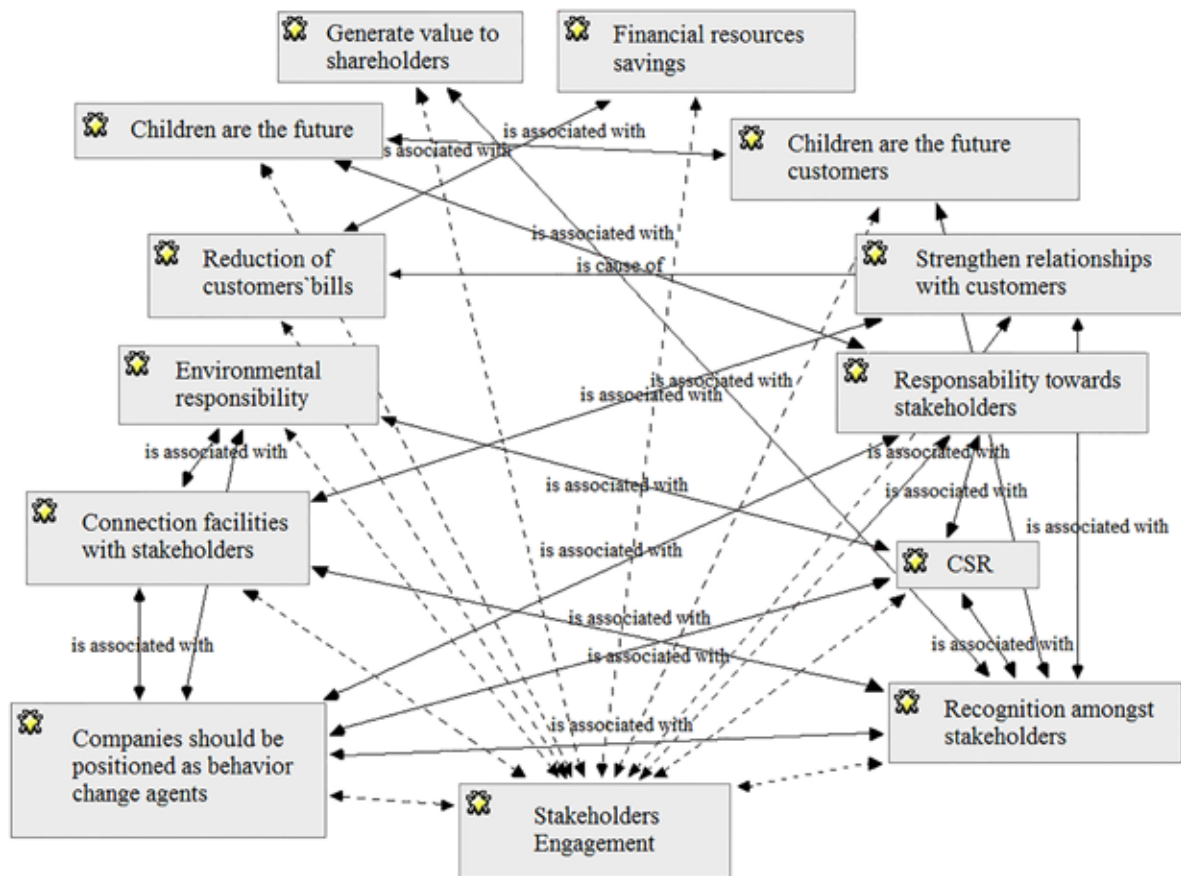 Generate value to
shareholders
Financial resources
savings
Children are the future
is associated with
is asociated with
Children are the future
customers
is associated with
Reduction of
customers`bills
is cause of
Strengthen relationships
with customers
Environmental
responsibility
is associated with
is associated with
Responsability towards
stakeholders
is associated with
is associated with
is associated with
is associated with
Connection facilities
with stakeholders
is associated with
is associated with
CSR
is associated with
is associated with
is associated with
is associated with
is associated with
Companies should be
positioned as behavior
change agents
is associated with
Recognition amongst
stakeholders
Stakeholders
Engagement